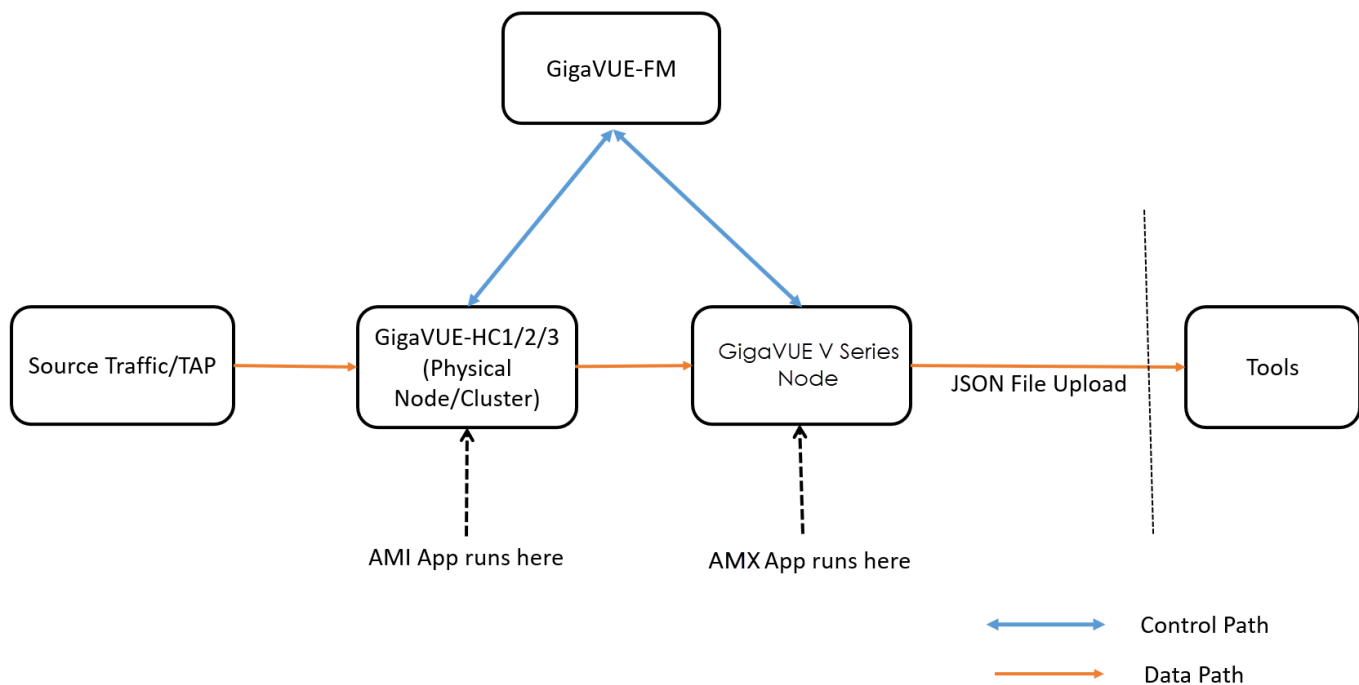 GigaVUE-FM
Source Traffic/TAP
GigaVUE-HC1/2/3
(Physical
Node/Cluster)
GigaVUE V Series
Node
JSON File Upload
Tools
AMI App runs here
AMX App runs here
Control Path
Data Path